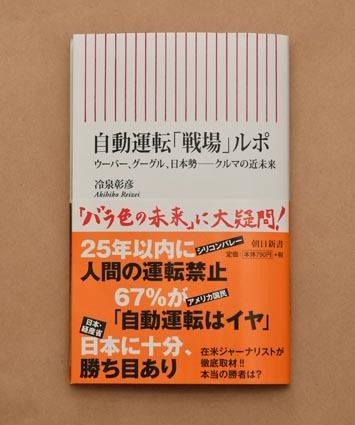 自動運転「戦場」ルポ
ウーバー、グーグル、日本勢──クルマの近未来
冷泉彰彦
Akihiko Reizei
「バラ色の未来」に大疑問!
朝日新書
定価:本体790円+税
シリコンバレー
25年以内に
人間の運転禁止
アメリカ国民
67%が
「自動運転はイヤ」
日本・
経産省
日本に十分、
勝ち目あり
在米ジャーナリストが
徹底取材!!
本当の勝者は?